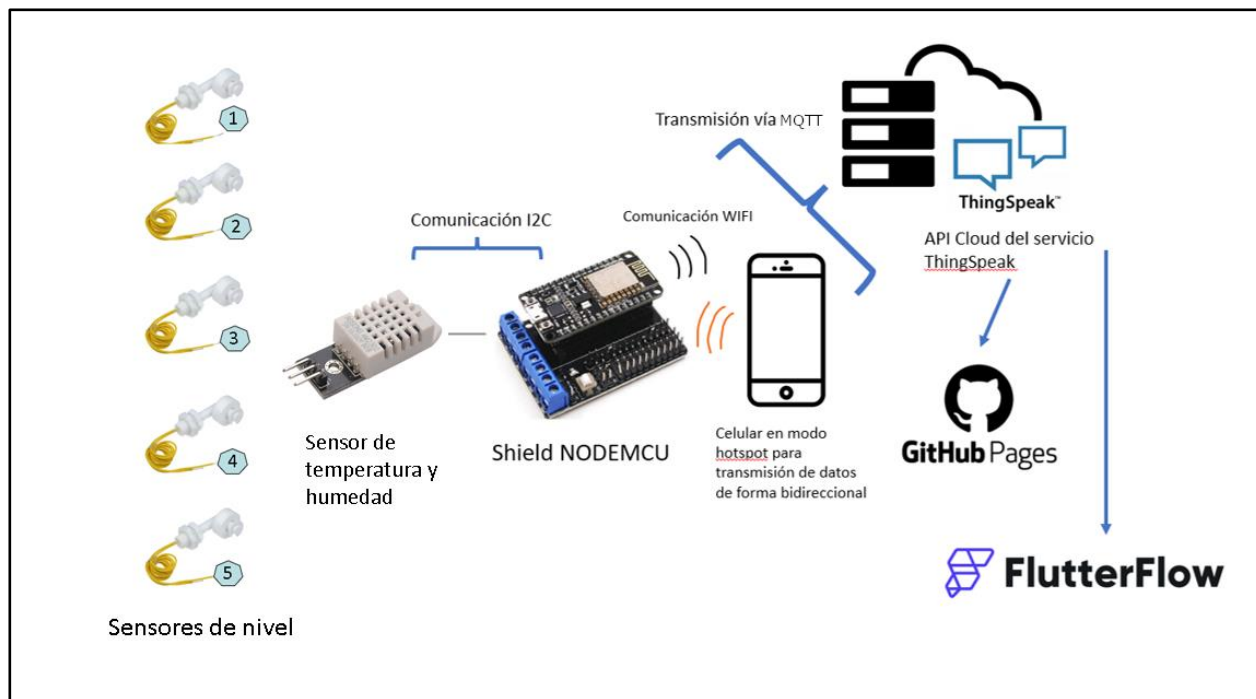 1
2
3
4
5
Sensores de nivel
Comunicación I2C
Sensor de
temperatura y
humedad
Shield NODEMCU
Comunicación WIFI
Celular en modo
hotspot para
transmisión de datos
de forma bidireccional
Transmisión vía MQTT
ThingSpeak™
API Cloud del servicio
ThingSpeak
GitHub Pages
FlutterFlow